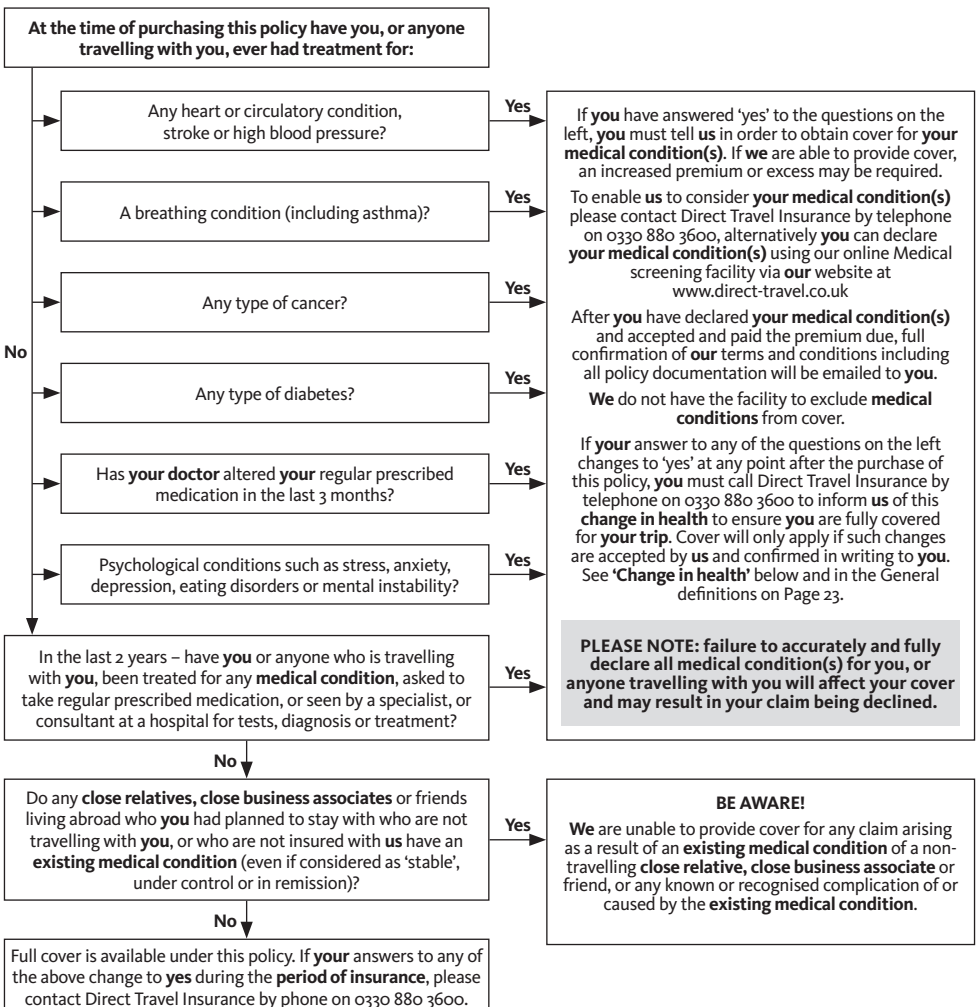 At the time of purchasing this policy have you, or anyone
travelling with you, ever had treatment for:
Any heart or circulatory condition,
stroke or high blood pressure?
Yes
A breathing condition (including asthma)?
Yes
Any type of cancer?
Yes
No
Any type of diabetes?
Yes
Has your doctor altered your regular prescribed
medication in the last 3 months?
Yes
Psychological conditions such as stress, anxiety,
depression, eating disorders or mental instability?
Yes
In the last 2 years – have you or anyone who is travelling
with you, been treated for any medical condition, asked to
take regular prescribed medication, or seen by a specialist, or
consultant at a hospital for tests, diagnosis or treatment?
Yes
If you have answered 'yes' to the questions on the
left, you must tell us in order to obtain cover for your
medical condition(s). If we are able to provide cover,
an increased premium or excess may be required.
To enable us to consider your medical condition(s)
please contact Direct Travel Insurance by telephone
on 0330 880 3600, alternatively you can declare
your medical condition(s) using our online Medical
screening facility via our website at
www.direct-travel.co.uk
After you have declared your medical condition(s)
and accepted and paid the premium due, full
confirmation of our terms and conditions including
all policy documentation will be emailed to you.
We do not have the facility to exclude medical
conditions from cover.
If your answer to any of the questions on the left
changes to 'yes' at any point after the purchase of
this policy, you must call Direct Travel Insurance by
telephone on 0330 880 3600 to inform us of this
change in health to ensure you are fully covered
for your trip. Cover will only apply if such changes
are accepted by us and confirmed in writing to you.
See 'Change in health' below and in the General
definitions on Page 23.
PLEASE NOTE: failure to accurately and fully
declare all medical condition(s) for you, or
anyone travelling with you will affect your cover
and may result in your claim being declined.
No
Do any close relatives, close business associates or friends
living abroad who you had planned to stay with who are not
travelling with you, or who are not insured with us have an
existing medical condition (even if considered as 'stable',
under control or in remission)?
Yes
BE AWARE!
We are unable to provide cover for any claim arising
as a result of an existing medical condition of a non-
travelling close relative, close business associate or
friend, or any known or recognised complication of or
caused by the existing medical condition.
No
Full cover is available under this policy. If your answers to any of
the above change to yes during the period of insurance, please
contact Direct Travel Insurance by phone on 0330 880 3600.